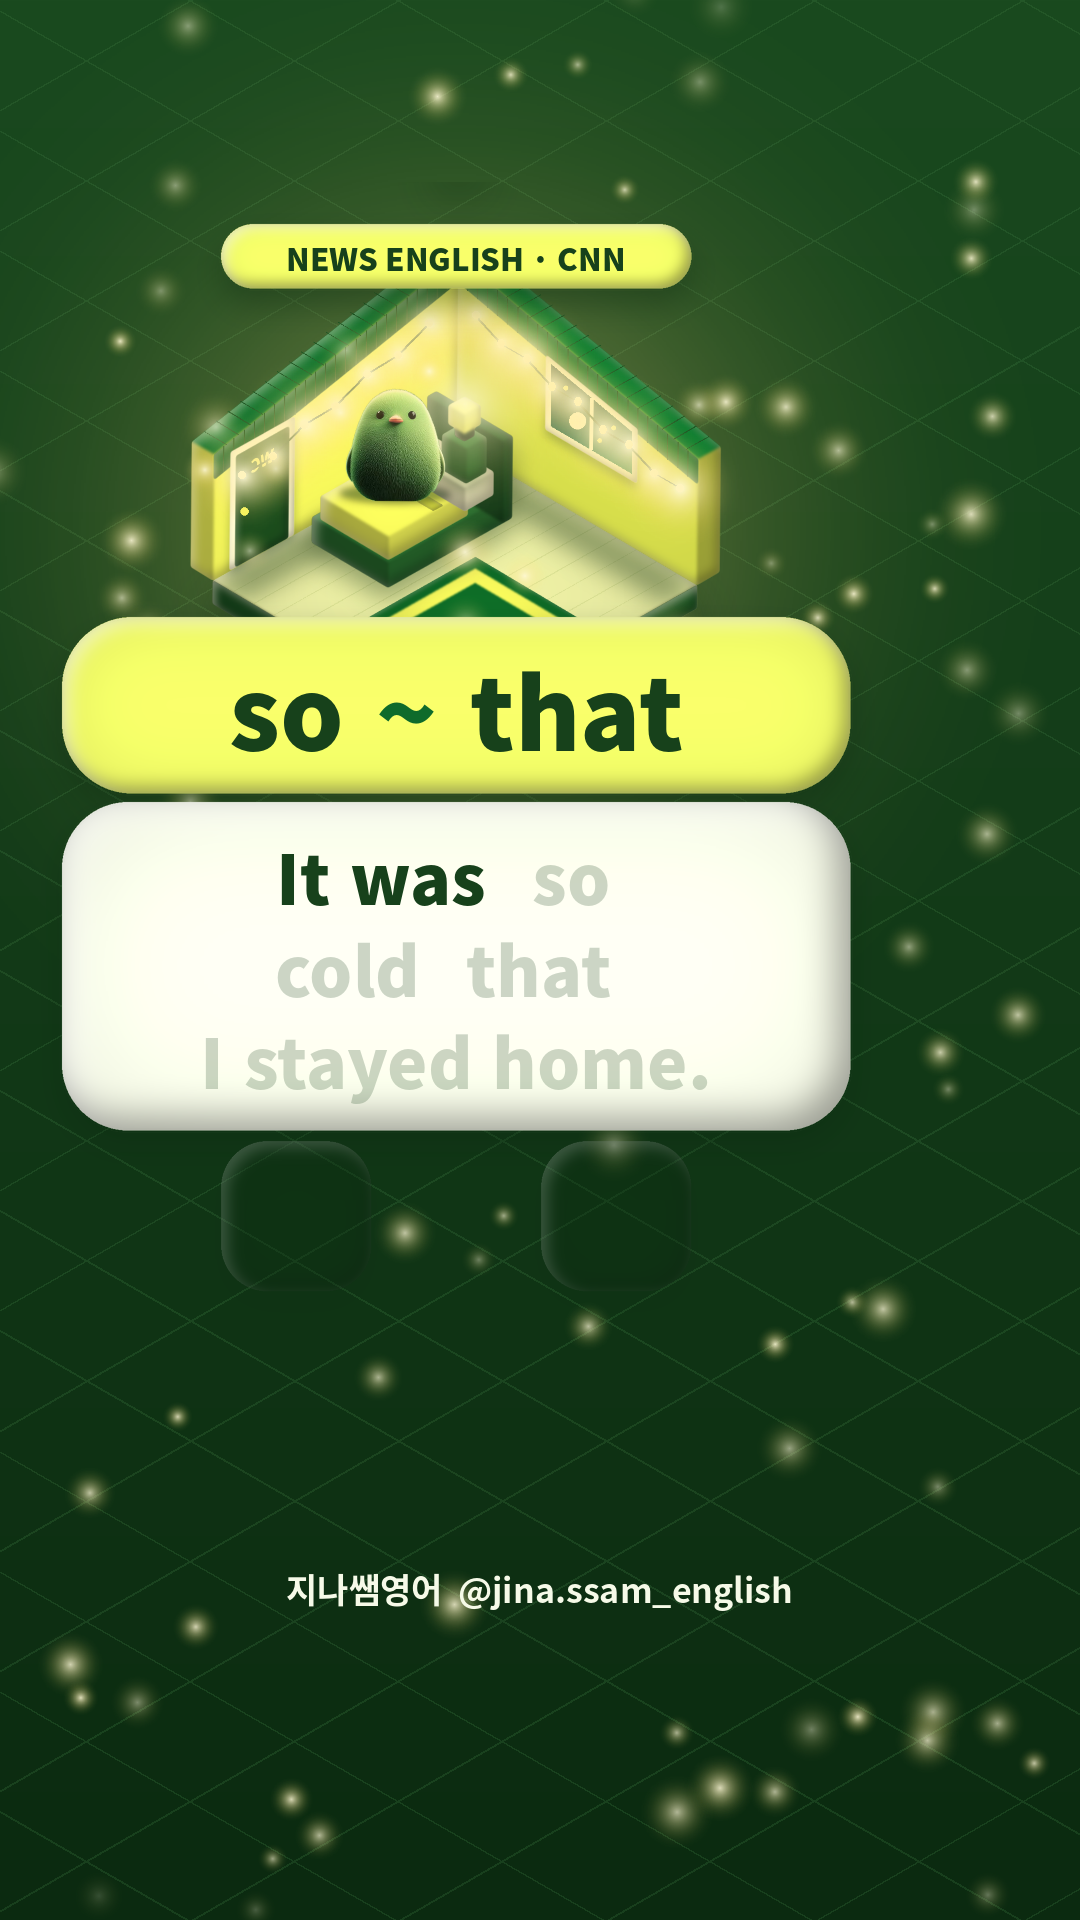 NEWS ENGLISH · CNN
so ~ that
It was so
cold that
I stayed home.
지나쌤영어 @jina.ssam_english